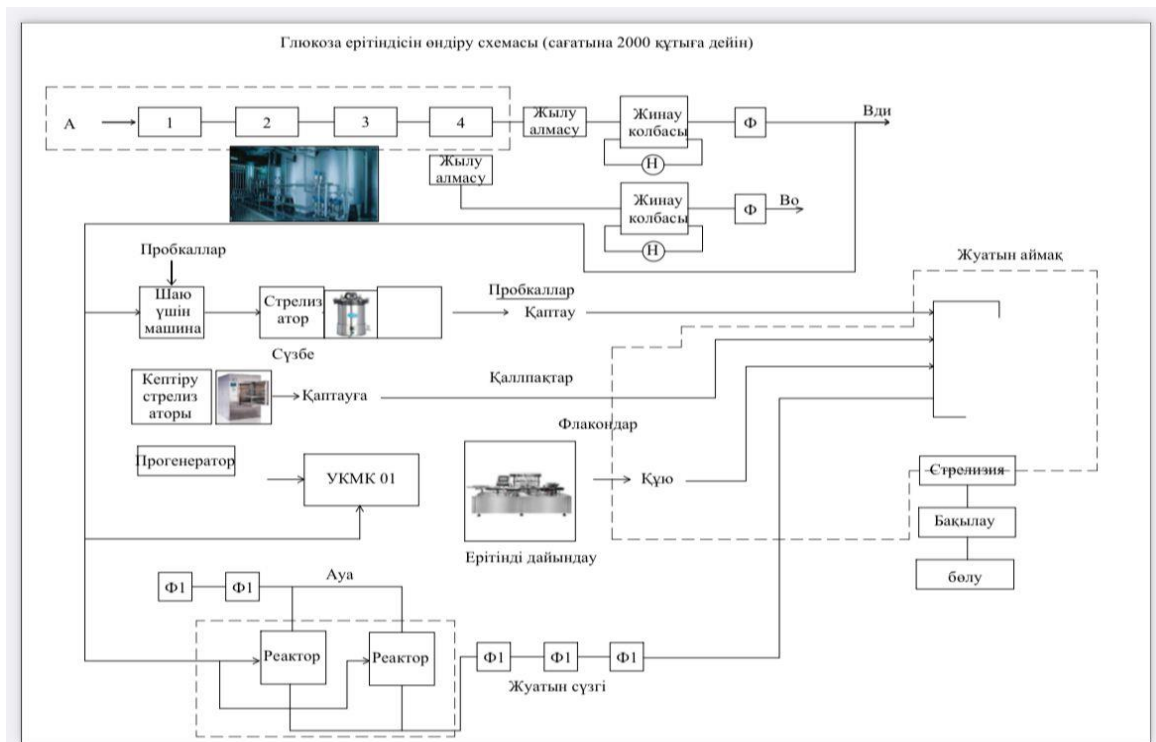 Глюкоза ерітіндісін өндіру схемасы (сағатына 2000 құтыға дейін)
А
1
2
3
4
Жылу
алмасу
Жинау
колбасы
Ф
Вди
Н
Жылу
алмасу
Жинау
колбасы
Ф
Во
Н
Жуатын аймақ
Пробкаллар
Шаю
үшін
машина
Стрелиз
атор
Сүзбе
Пробкаллар
Қаптау
Кептіру
стрелиз
аторы
Қаптауға
Қаллпақтар
Флакондар
Прогенератор
УКМК 01
Құю
Ерітінді дайындау
Стрелизия
Бақылау
бөлу
Ф1
Ф1
Ауа
Реактор
Реактор
Ф1
Ф1
Ф1
Жуатын сүзгі